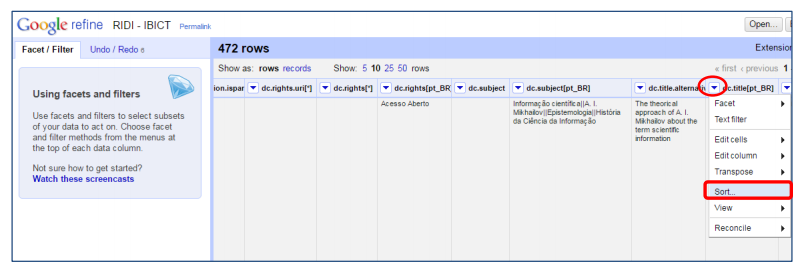 Google refine RIDI - IBICT Permalink
Open...
Facet / Filter Undo / Redo 6
472 rows
Extension
Show as: rows records Show: 5 10 25 50 rows
« first ‹ previous 1
Using facets and filters
Use facets and filters to select subsets
of your data to act on. Choose facet
and filter methods from the menus at
the top of each data column.
Not sure how to get started?
Watch these screencasts
ion.ispar dc.rights.uri[*] dc.rights[*] dc.rights[pt_BR dc.subject dc.subject[pt_BR] dc.title.alternativ dc.title[pt_BR]
Acesso Aberto
Informação científica||A. I.
Mikhailov||Epistemologia||História
da Ciência da Informação
The theorical
approach of A. I.
Mikhailov about the
term scientific
information
Facet
Text filter
Edit cells
Edit column
Transpose
Sort...
View
Reconcile